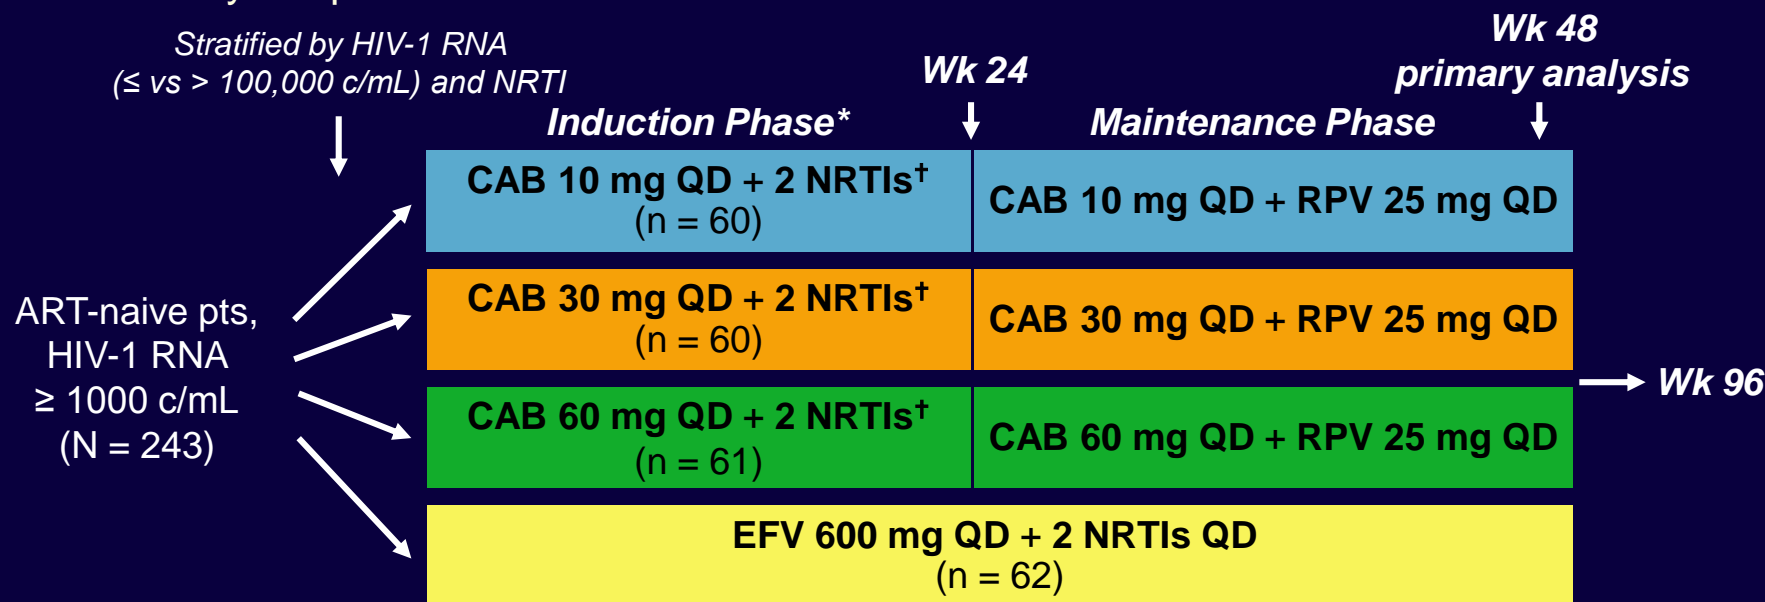 Stratified by HIV-1 RNA
(≤ vs > 100,000 c/mL) and NRTI
Wk 24
Wk 48
primary analysis
Induction Phase*
Maintenance Phase
CAB 10 mg QD + 2 NRTIs†
(n = 60)
CAB 10 mg QD + RPV 25 mg QD
CAB 30 mg QD + 2 NRTIs†
(n = 60)
CAB 30 mg QD + RPV 25 mg QD
ART-naive pts,
HIV-1 RNA
≥ 1000 c/mL
(N = 243)
CAB 60 mg QD + 2 NRTIs†
(n = 61)
CAB 60 mg QD + RPV 25 mg QD
Wk 96
EFV 600 mg QD + 2 NRTIs QD
(n = 62)